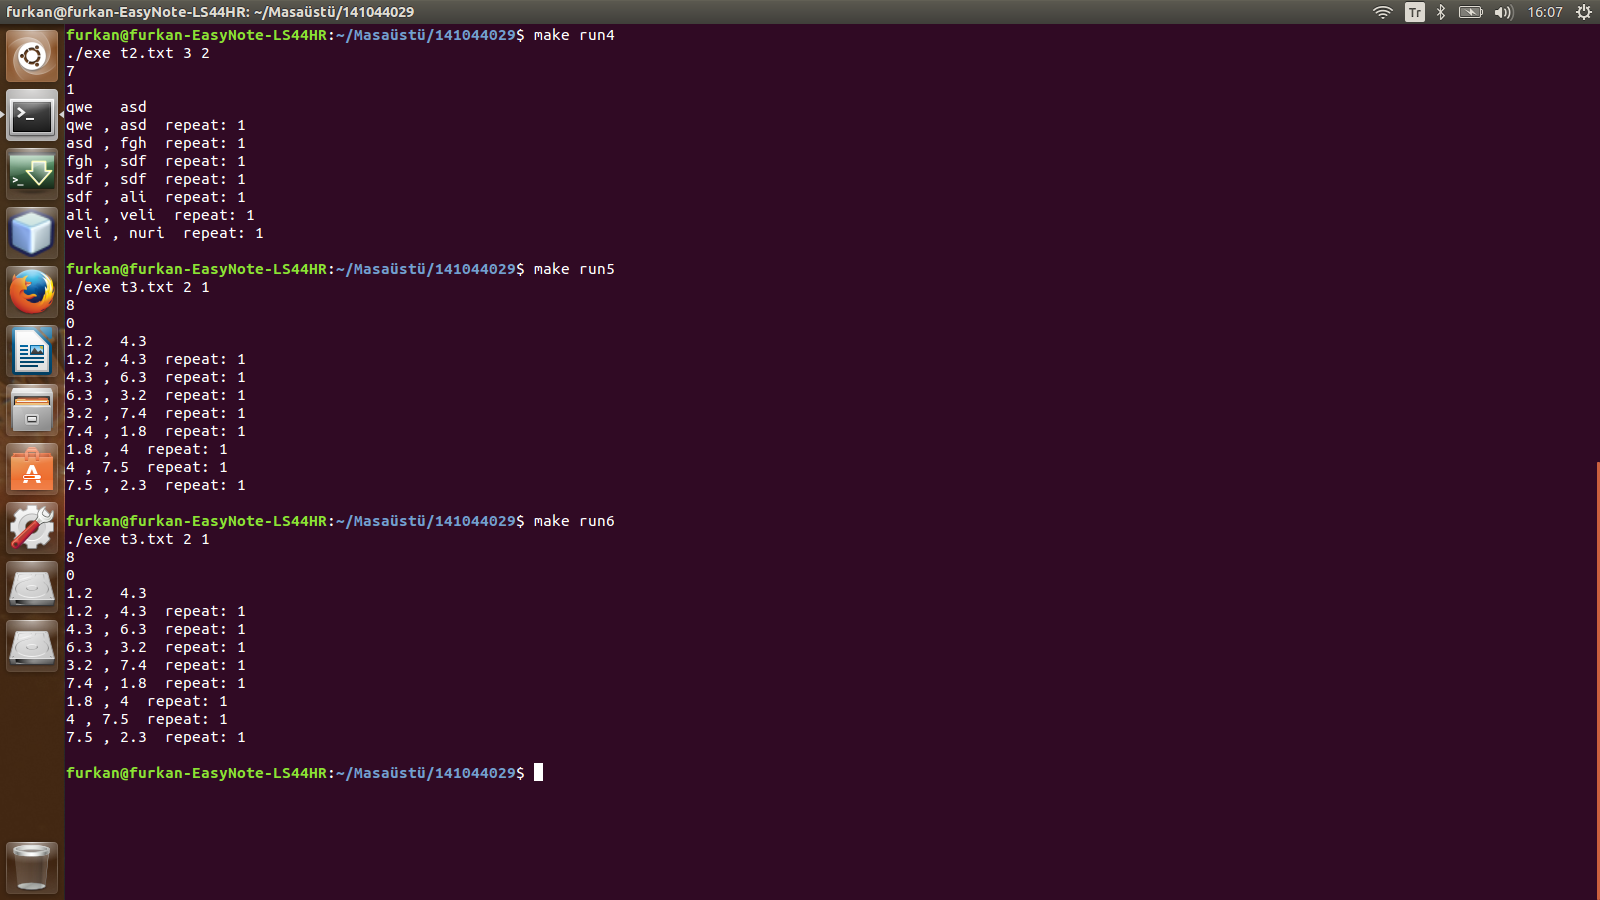 furkan@furkan-EasyNote-LS44HR: ~/Masaüstü/141044029
Tr
16:07
furkan@furkan-EasyNote-LS44HR:~/Masaüstü/141044029$ make run4
./exe t2.txt 3 2
7
1
qwe   asd
qwe , asd  repeat: 1
asd , fgh  repeat: 1
fgh , sdf  repeat: 1
sdf , sdf  repeat: 1
sdf , ali  repeat: 1
ali , veli  repeat: 1
veli , nuri  repeat: 1
furkan@furkan-EasyNote-LS44HR:~/Masaüstü/141044029$ make run5
./exe t3.txt 2 1
8
0
1.2   4.3
1.2 , 4.3  repeat: 1
4.3 , 6.3  repeat: 1
6.3 , 3.2  repeat: 1
3.2 , 7.4  repeat: 1
7.4 , 1.8  repeat: 1
1.8 , 4  repeat: 1
4 , 7.5  repeat: 1
7.5 , 2.3  repeat: 1
furkan@furkan-EasyNote-LS44HR:~/Masaüstü/141044029$ make run6
./exe t3.txt 2 1
8
0
1.2   4.3
1.2 , 4.3  repeat: 1
4.3 , 6.3  repeat: 1
6.3 , 3.2  repeat: 1
3.2 , 7.4  repeat: 1
7.4 , 1.8  repeat: 1
1.8 , 4  repeat: 1
4 , 7.5  repeat: 1
7.5 , 2.3  repeat: 1
furkan@furkan-EasyNote-LS44HR:~/Masaüstü/141044029$